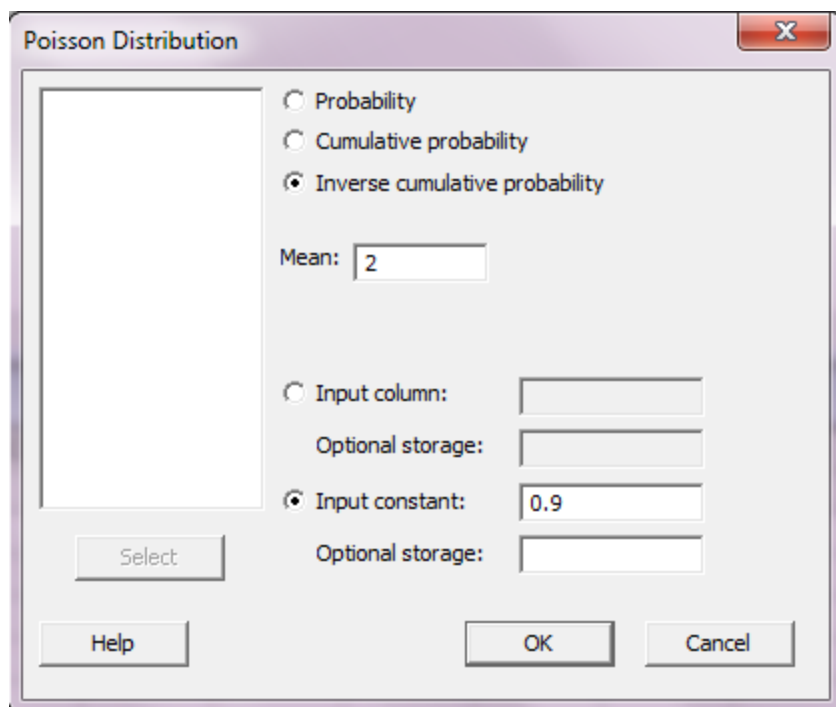 Poisson Distribution
Probability
Cumulative probability
Inverse cumulative probability
Mean: 2
Input column:
Optional storage:
Input constant: 0.9
Optional storage:
Select
Help OK Cancel